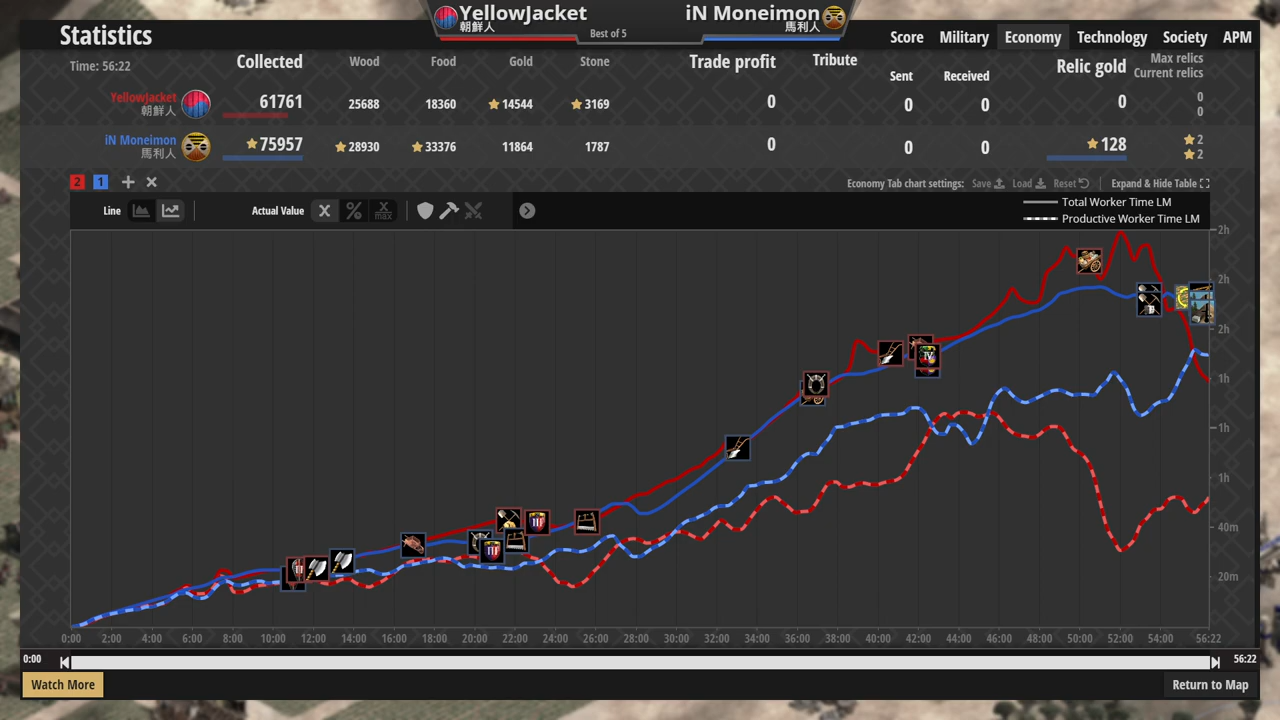 YellowJacket iN Moneimon
朝鮮人 Best of 5 馬利人
Statistics
Score Military Economy Technology Society APM
Time: 56:22 Collected Wood Food Gold Stone Trade profit Tribute Sent Received Relic gold Max relics Current relics
YellowJacket 朝鮮人 61761 25688 18360 14544 3169 0 0 0 0 0 0
iN Moneimon 馬利人 75957 28930 33376 11864 1787 0 0 0 128 2 2
2 1 Economy Tab chart settings: Save Load Reset Expand & Hide Table
Line Actual Value X % X/max
Total Worker Time LM
Productive Worker Time LM
2h
2h
2h
1h
1h
1h
40m
20m
II
III
III
IV
0:00 2:00 4:00 6:00 8:00 10:00 12:00 14:00 16:00 18:00 20:00 22:00 24:00 26:00 28:00 30:00 32:00 34:00 36:00 38:00 40:00 42:00 44:00 46:00 48:00 50:00 52:00 54:00 56:22
0:00 56:22
Watch More Return to Map